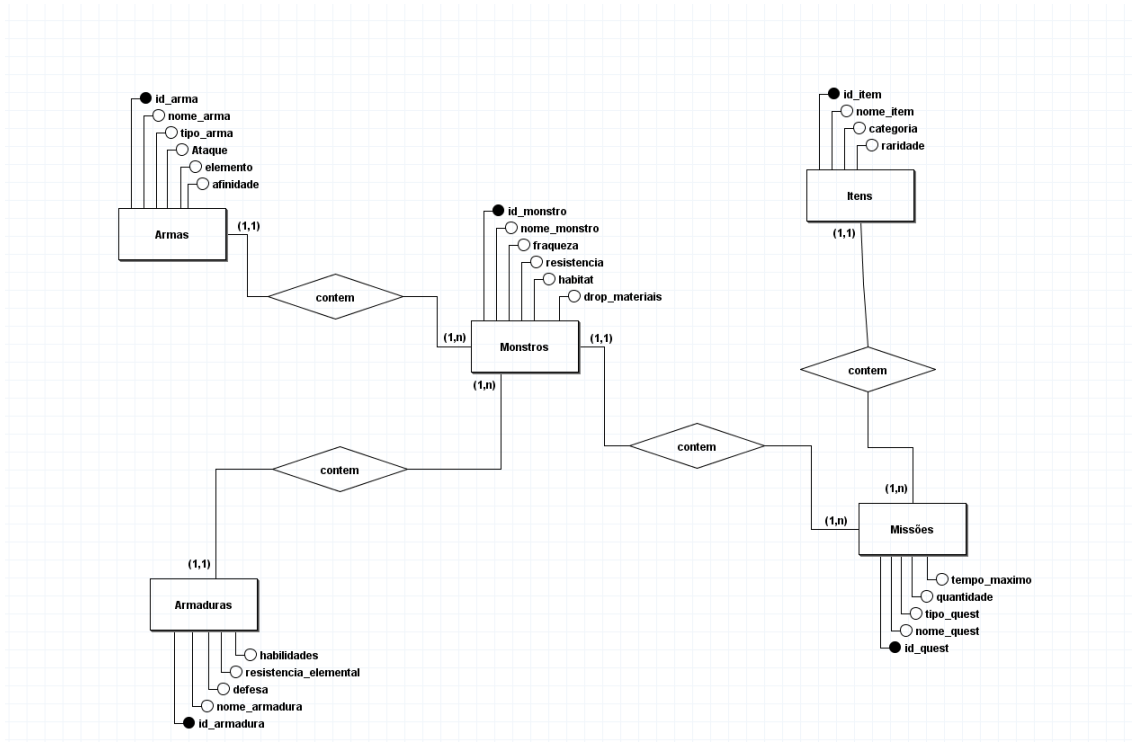 id_arma
nome_arma
tipo_arma
Ataque
elemento
afinidade
Armas
(1,1)
contem
id_monstro
nome_monstro
fraqueza
resistencia
habitat
drop_materiais
(1,n)
Monstros
(1,1)
(1,n)
id_item
nome_item
categoria
raridade
Itens
(1,1)
contem
contem
contem
(1,n)
(1,n)
Missões
tempo_maximo
quantidade
tipo_quest
nome_quest
id_quest
(1,1)
Armaduras
habilidades
resistencia_elemental
defesa
nome_armadura
id_armadura